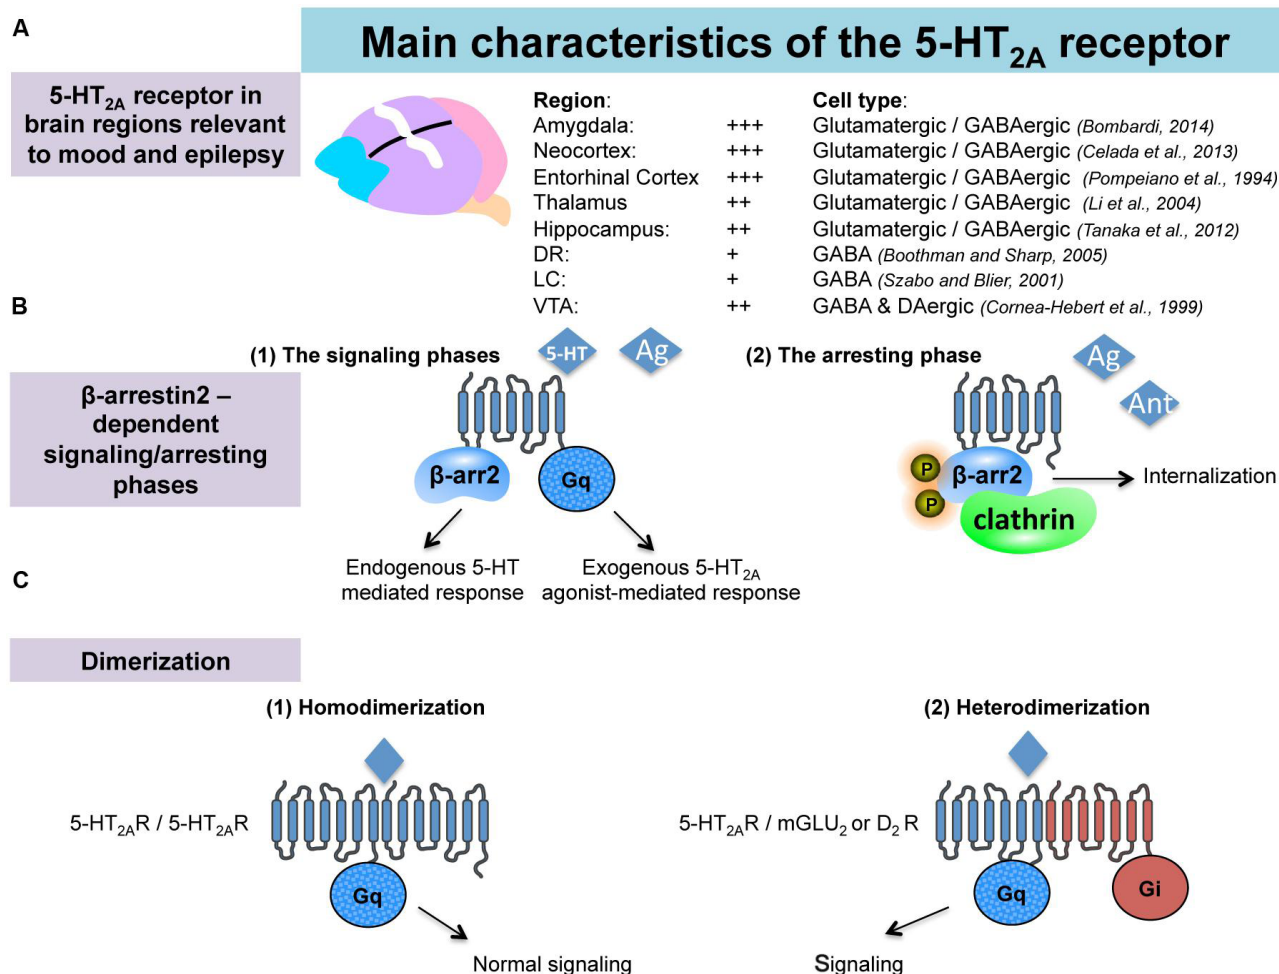 A
Main characteristics of the 5-HT2A receptor
5-HT2A receptor in
brain regions relevant
to mood and epilepsy
Region: Cell type:
Amygdala: +++ Glutamatergic / GABAergic (Bombardi, 2014)
Neocortex: +++ Glutamatergic / GABAergic (Celada et al., 2013)
Entorhinal Cortex +++ Glutamatergic / GABAergic (Pompeiano et al., 1994)
Thalamus ++ Glutamatergic / GABAergic (Li et al., 2004)
Hippocampus: ++ Glutamatergic / GABAergic (Tanaka et al., 2012)
DR: + GABA (Boothman and Sharp, 2005)
LC: + GABA (Szabo and Blier, 2001)
VTA: ++ GABA & DAergic (Cornea-Hebert et al., 1999)
B
β-arrestin2 –
dependent
signaling/arresting
phases
(1) The signaling phases
5-HT
Ag
β-arr2
Gq
Endogenous 5-HT
mediated response
Exogenous 5-HT2A
agonist-mediated response
(2) The arresting phase
Ag
Ant
P
P
β-arr2
clathrin
Internalization
C
Dimerization
(1) Homodimerization
5-HT2AR / 5-HT2AR
Gq
Normal signaling
(2) Heterodimerization
5-HT2AR / mGLU2 or D2 R
Gq
Gi
Signaling